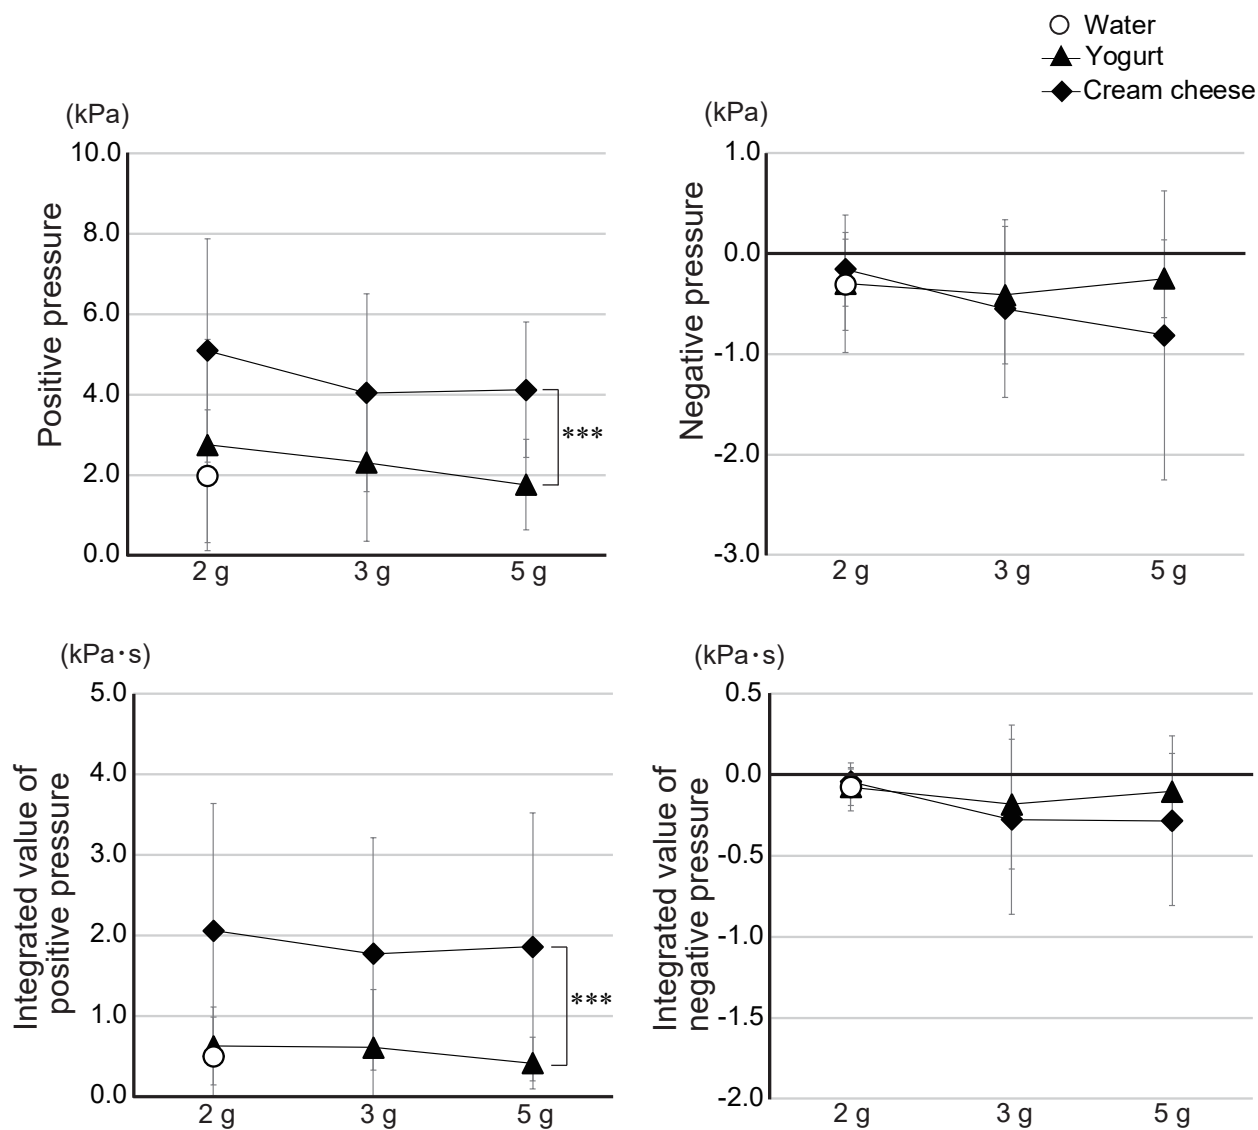 Water
Yogurt
Cream cheese
(kPa)
10.0
8.0
6.0
4.0
2.0
0.0
Positive pressure
***
2 g
3 g
5 g
(kPa)
1.0
0.0
-1.0
-2.0
-3.0
Negative pressure
2 g
3 g
5 g
(kPa·s)
5.0
4.0
3.0
2.0
1.0
0.0
Integrated value of
positive pressure
***
2 g
3 g
5 g
(kPa·s)
0.5
0.0
-0.5
-1.0
-1.5
-2.0
Integrated value of
negative pressure
2 g
3 g
5 g